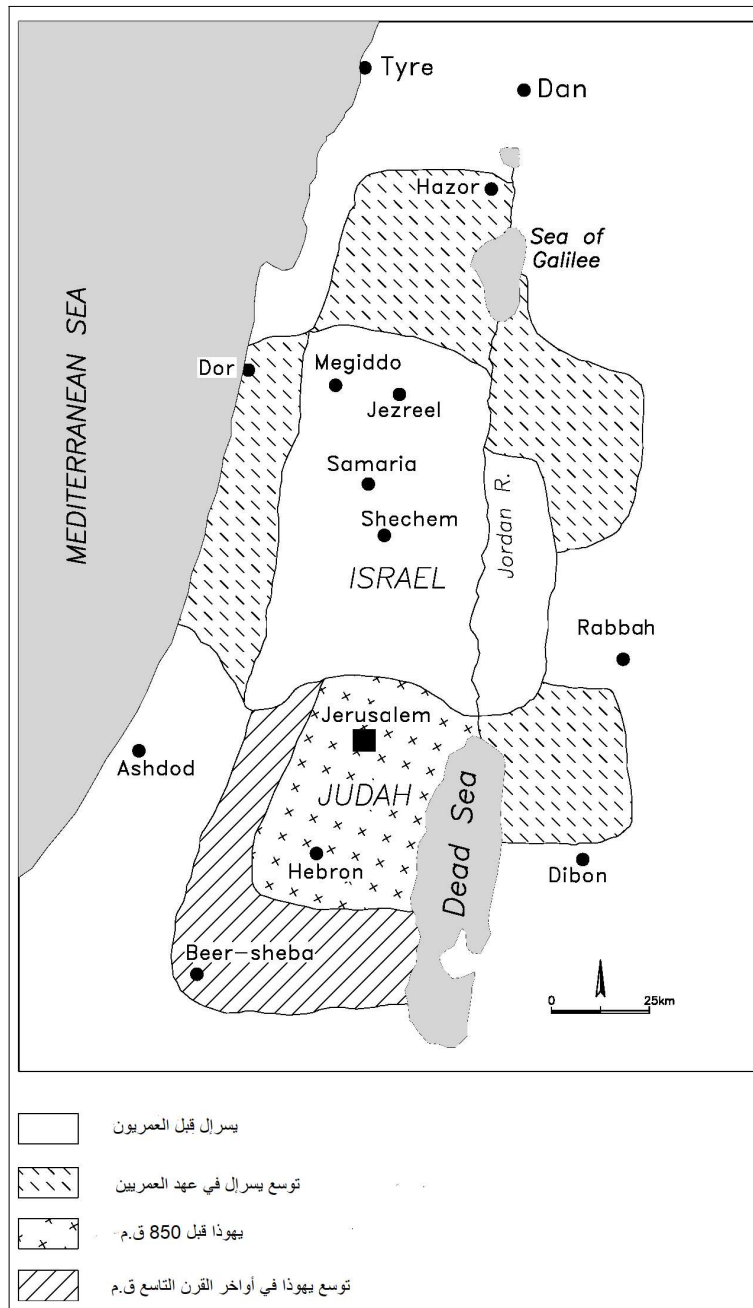 Tyre
Dan
Hazor
Sea of
Galilee
MEDITERRANEAN SEA
Dor
Megiddo
Jezreel
Samaria
Shechem
Jordan R.
ISRAEL
Rabbah
Jerusalem
Ashdod
JUDAH
Dead Sea
Hebron
Dibon
Beer-sheba
0 25km
يسرإل قبل العمريون
توسع يسرإل في عهد العمريين
يهوذا قبل 850 ق.م
توسع يهوذا في أواخر القرن التاسع ق.م